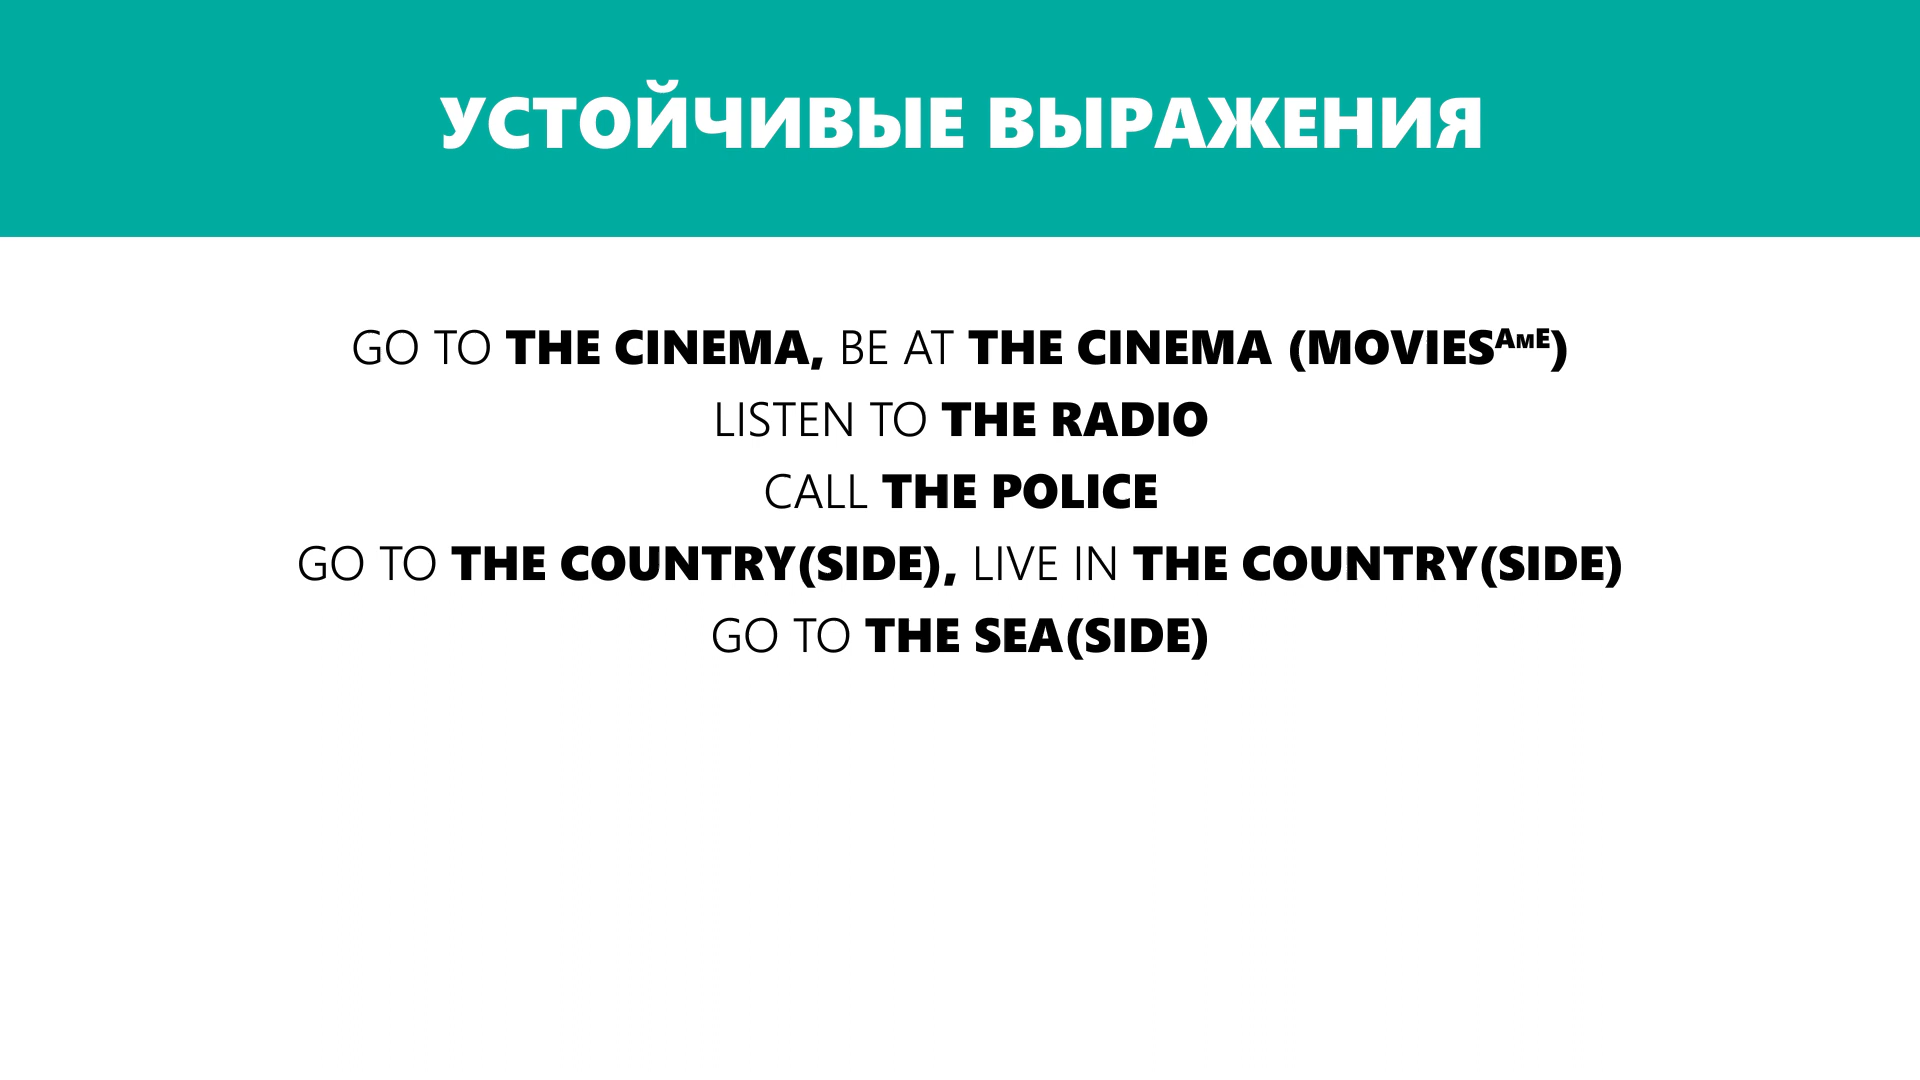 УСТОЙЧИВЫЕ ВЫРАЖЕНИЯ
GO TO THE CINEMA, BE AT THE CINEMA (MOVIESAмE)
LISTEN TO THE RADIO
CALL THE POLICE
GO TO THE COUNTRY(SIDE), LIVE IN THE COUNTRY(SIDE)
GO TO THE SEA(SIDE)